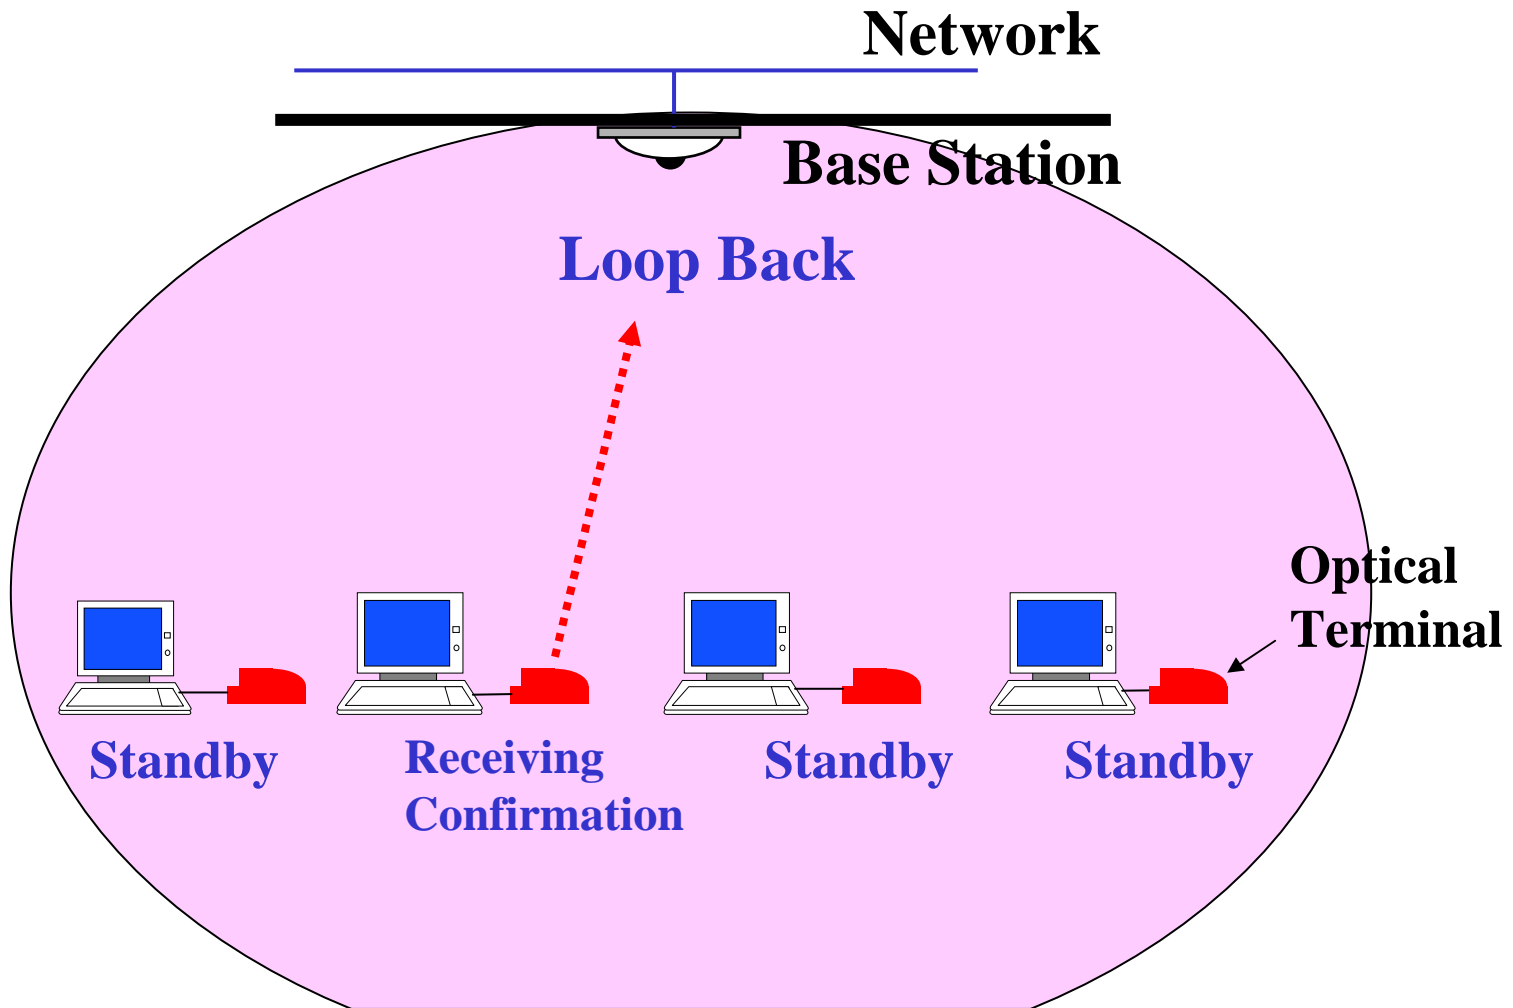 Network
Base Station
Loop Back
Optical
Terminal
Standby
Receiving
Confirmation
Standby
Standby